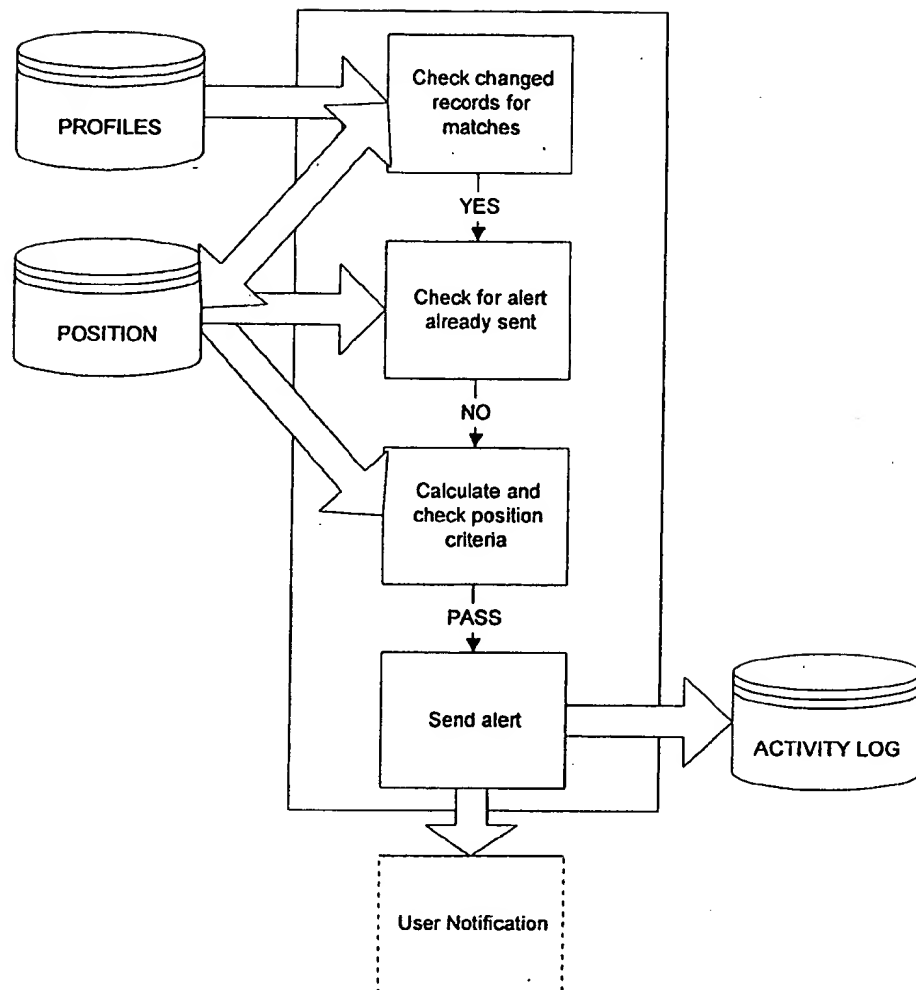 Check changed
records for
matches
PROFILES
YES
Check for alert
already sent
POSITION
NO
Calculate and
check position
criteria
PASS
Send alert
ACTIVITY LOG
User Notification